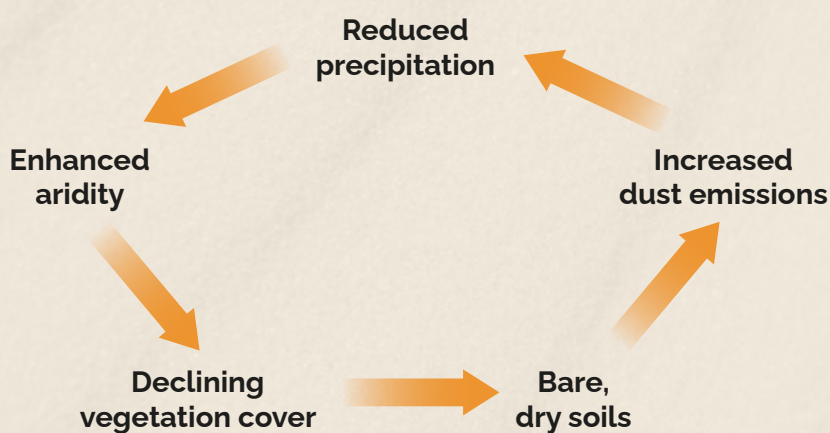 Reduced
precipitation
Enhanced
aridity
Increased
dust emissions
Declining
vegetation cover
Bare,
dry soils